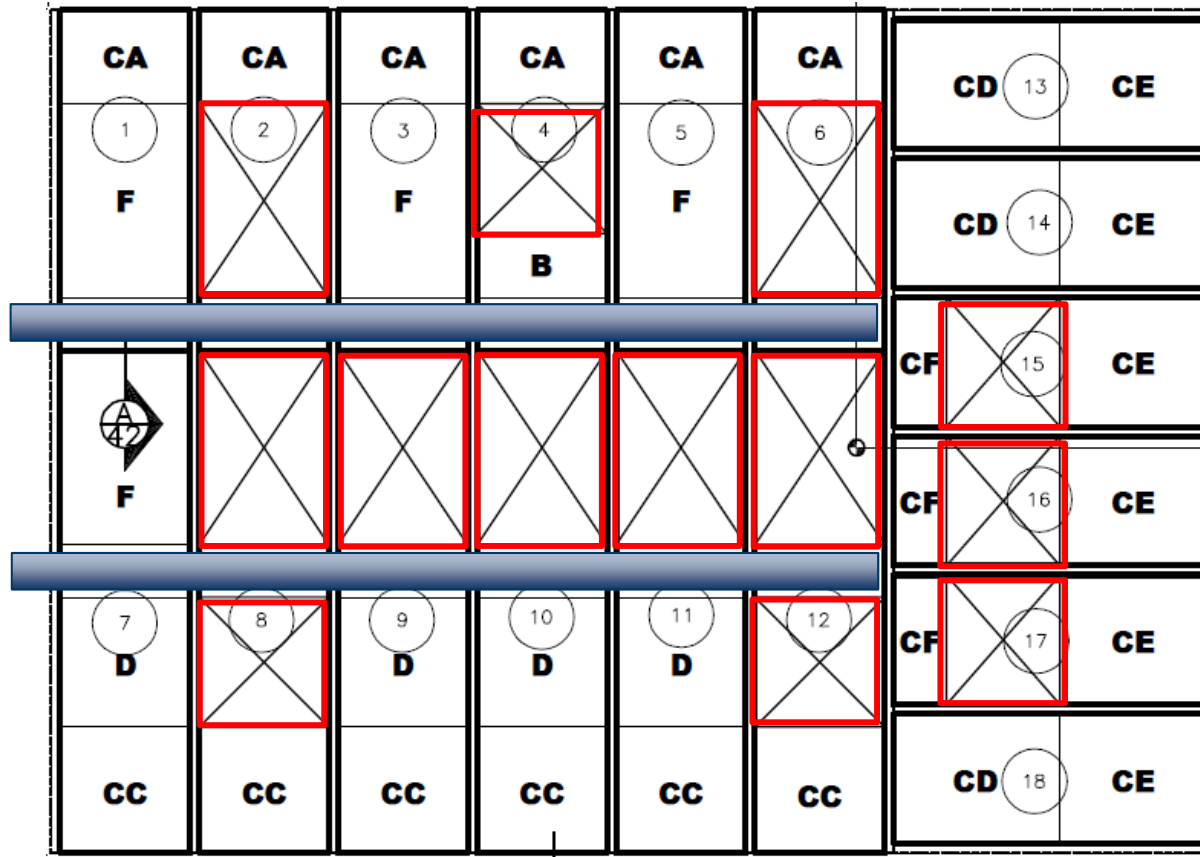 CA CA CA CA CA CA CD 13 CE
1 2 3 4 5 6
F F F CD 14 CE
B
CF 15 CE
A
42
F CF 16 CE
7 8 9 10 11 12
D D D D CF 17 CE
CC CC CC CC CC CC CD 18 CE